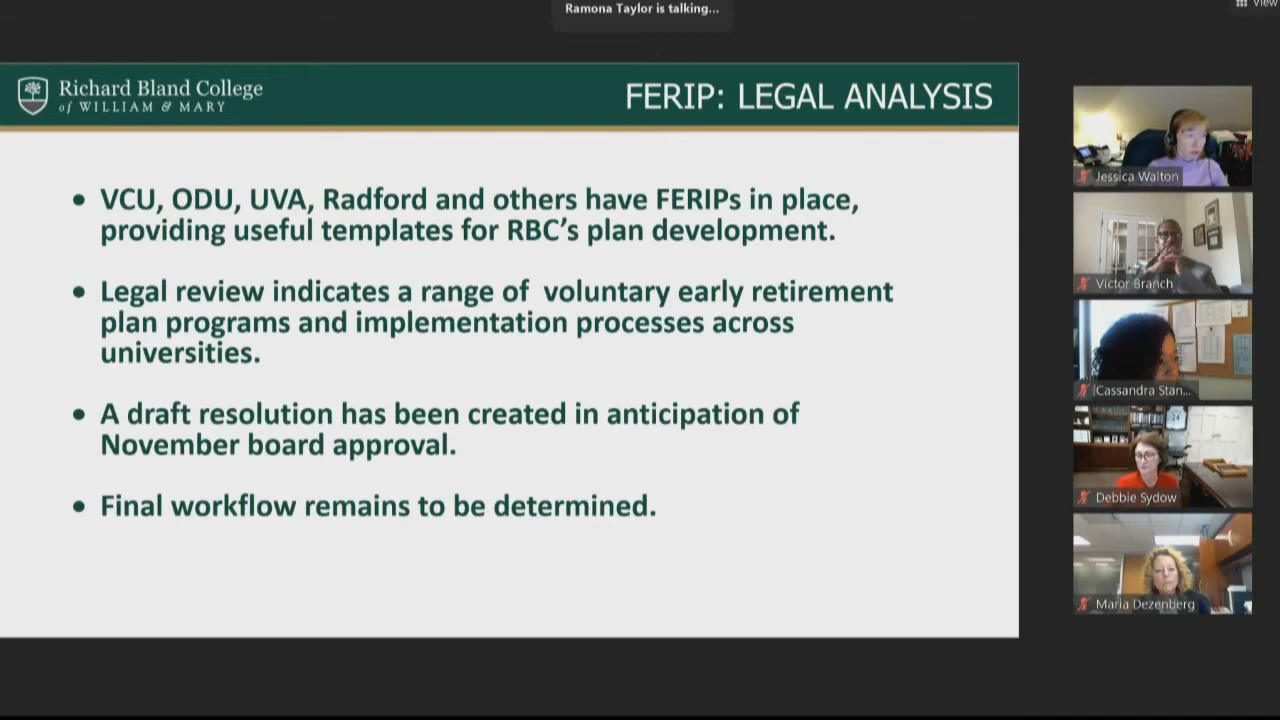 Ramona Taylor is talking...
View
Richard Bland College
of WILLIAM & MARY
FERIP: LEGAL ANALYSIS
• VCU, ODU, UVA, Radford and others have FERIPs in place,
providing useful templates for RBC’s plan development.
• Legal review indicates a range of  voluntary early retirement
plan programs and implementation processes across
universities.
• A draft resolution has been created in anticipation of
November board approval.
• Final workflow remains to be determined.
Jessica Walton
Victor Branch
Cassandra Stan...
Debbie Sydow
Maria Dezenberg